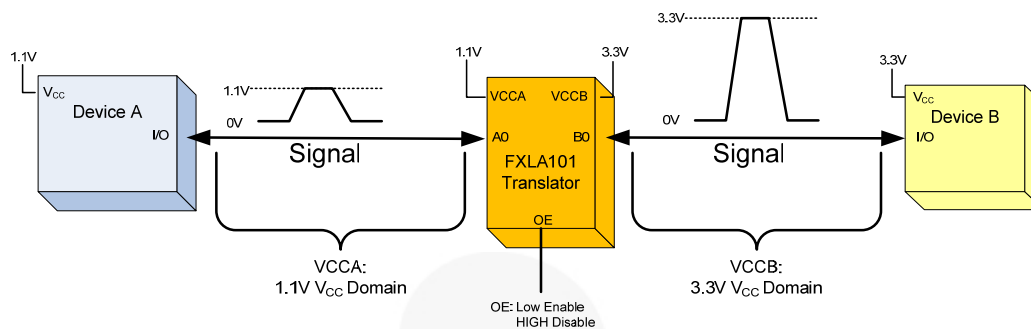 3.3V
1.1V
1.1V
3.3V
3.3V
VCC
Device A
I/O
1.1V
0V
Signal
VCCA
VCCB
A0
B0
FXLA101
Translator
OE
0V
Signal
VCC
Device B
I/O
VCCA:
1.1V VCC Domain
VCCB:
3.3V VCC Domain
OE: Low Enable
HIGH Disable